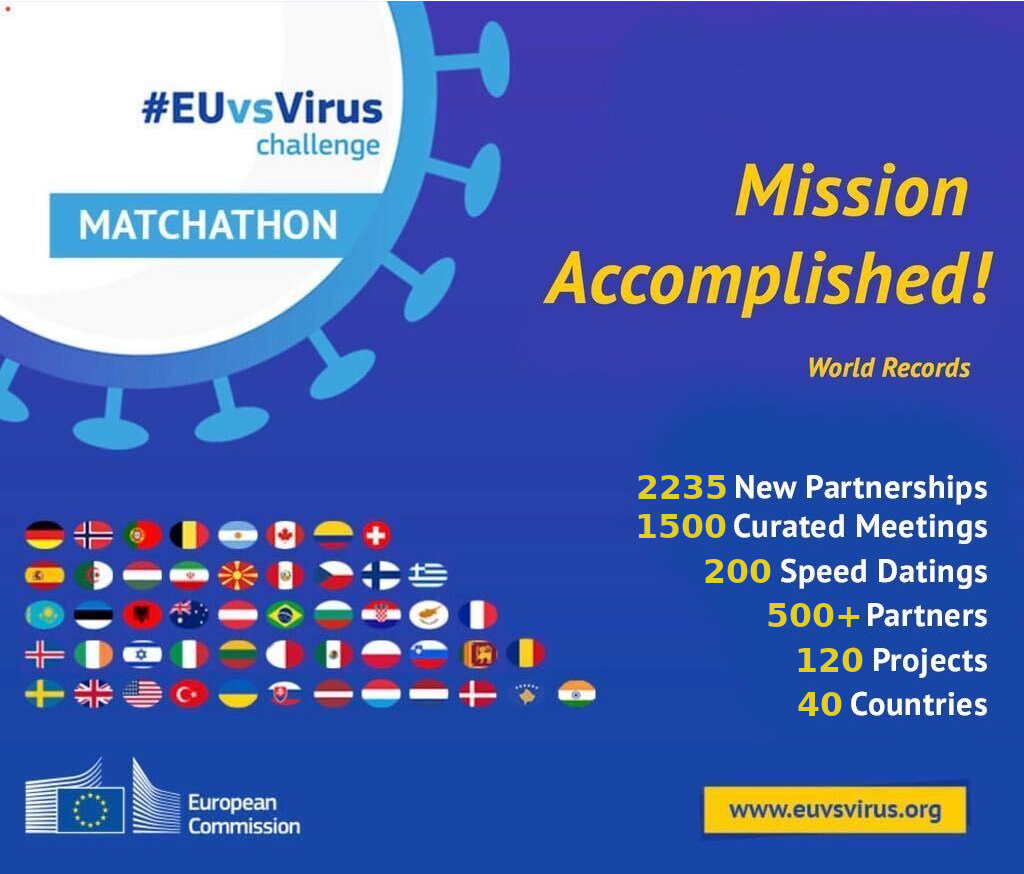 #EUvsVirus
challenge
MATCHATHON
Mission
Accomplished!
World Records
2235 New Partnerships
1500 Curated Meetings
200 Speed Datings
500+ Partners
120 Projects
40 Countries
European
Commission
www.euvsvirus.org